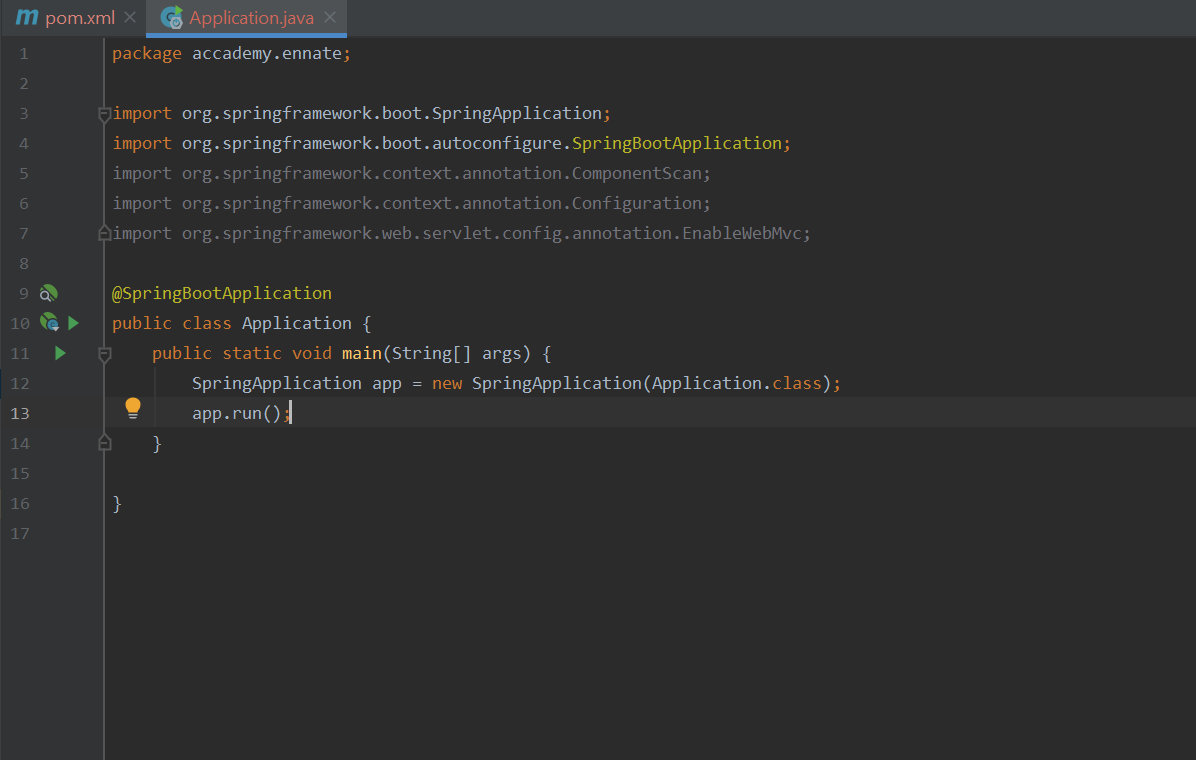 m pom.xml × Application.java ×
1 package accademy.ennate;
2
3 import org.springframework.boot.SpringApplication;
4 import org.springframework.boot.autoconfigure.SpringBootApplication;
5 import org.springframework.context.annotation.ComponentScan;
6 import org.springframework.context.annotation.Configuration;
7 import org.springframework.web.servlet.config.annotation.EnableWebMvc;
8
9 @SpringBootApplication
10 public class Application {
11     public static void main(String[] args) {
12         SpringApplication app = new SpringApplication(Application.class);
13         app.run();
14     }
15
16 }
17